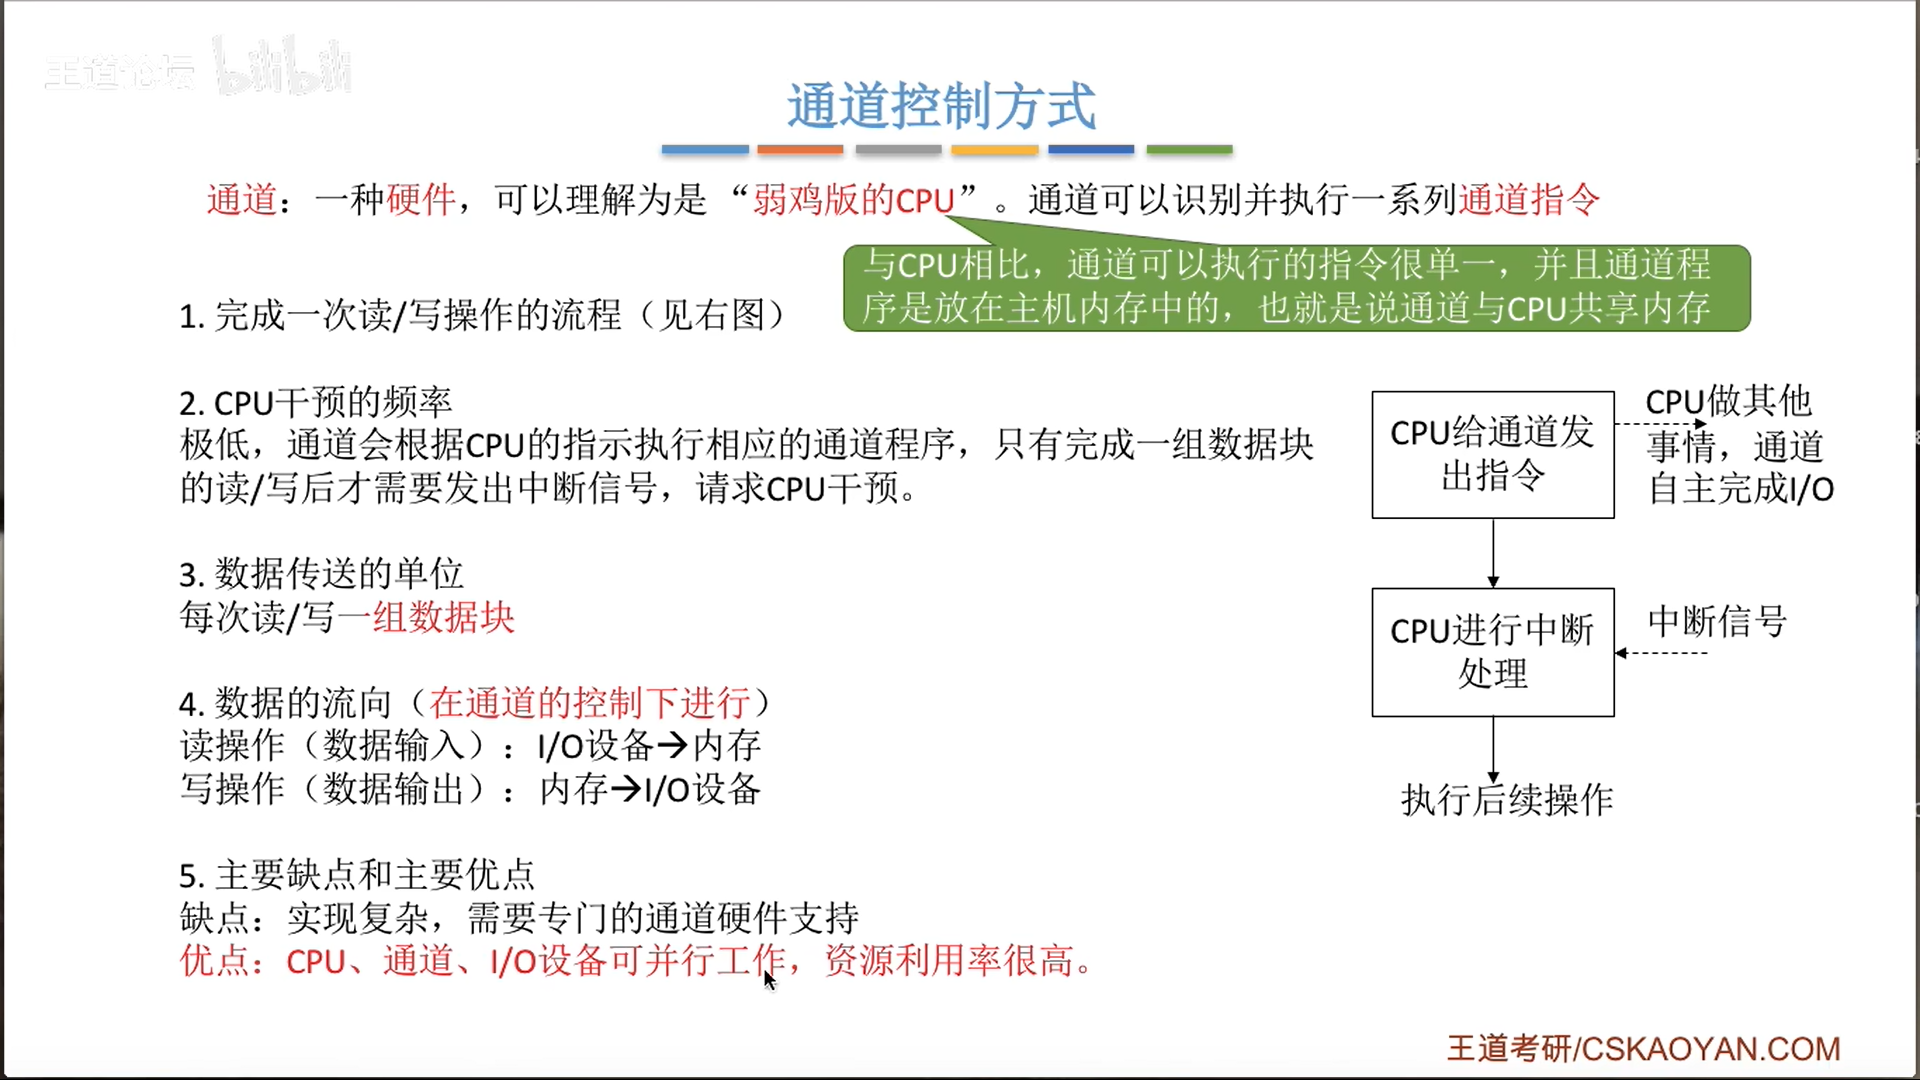 王道论坛 bilibili
通道控制方式
通道：一种硬件，可以理解为是“弱鸡版的CPU”。通道可以识别并执行一系列通道指令
与CPU相比，通道可以执行的指令很单一，并且通道程
序是放在主机内存中的，也就是说通道与CPU共享内存
1. 完成一次读/写操作的流程（见右图）
2. CPU干预的频率
极低，通道会根据CPU的指示执行相应的通道程序，只有完成一组数据块
的读/写后才需要发出中断信号，请求CPU干预。
3. 数据传送的单位
每次读/写一组数据块
4. 数据的流向（在通道的控制下进行）
读操作（数据输入）：I/O设备→内存
写操作（数据输出）：内存→I/O设备
5. 主要缺点和主要优点
缺点：实现复杂，需要专门的通道硬件支持
优点：CPU、通道、I/O设备可并行工作，资源利用率很高。
CPU给通道发
出指令
CPU做其他
事情，通道
自主完成I/O
CPU进行中断
处理
中断信号
执行后续操作
王道考研/CSKAOYAN.COM